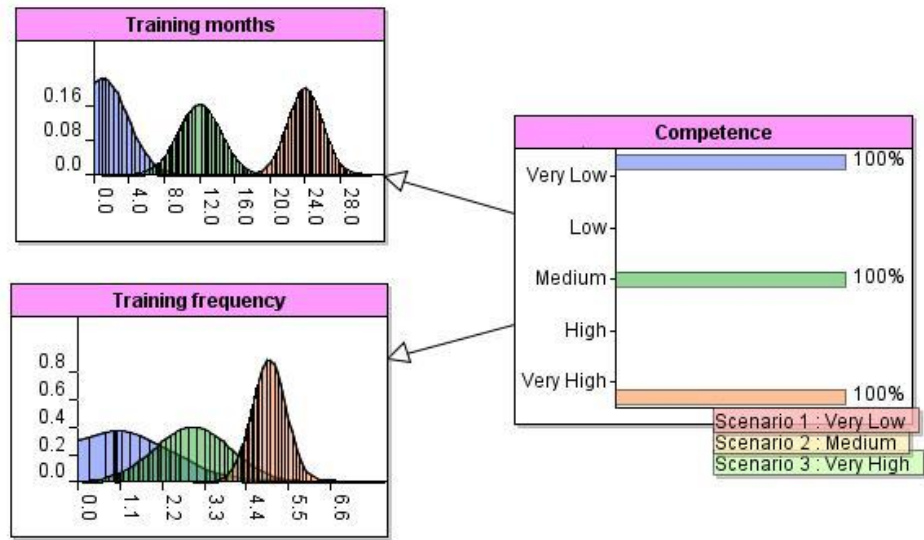 Training months
0.16
0.08
0.0
0.0 4.0 8.0 12.0 16.0 20.0 24.0 28.0
Training frequency
0.8
0.6
0.4
0.2
0.0
0.0 1.1 2.2 3.3 4.4 5.5 6.6
Competence
Very Low 100%
Low
Medium 100%
High
Very High 100%
Scenario 1 : Very Low
Scenario 2 : Medium
Scenario 3 : Very High